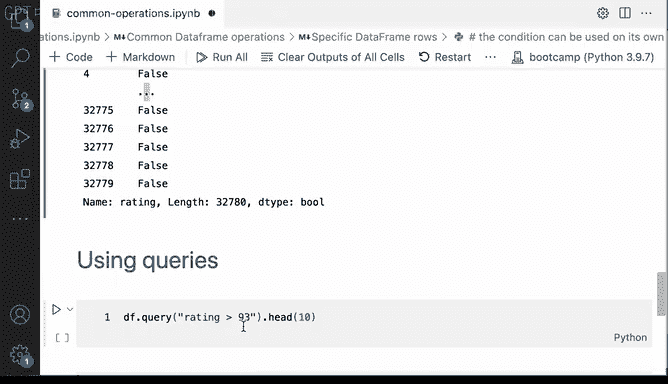 common-operations.ipynb
ations.ipynb > Common Dataframe operations > Specific DataFrame rows > # the condition can be used on its own
+ Code + Markdown Run All Clear Outputs of All Cells Restart ... bootcamp (Python 3.9.7)
4 False
...
32775 False
32776 False
32777 False
32778 False
32779 False
Name: rating, Length: 32780, dtype: bool
Using queries
1 df.query("rating > 93").head(10)
[ ] Python
1
2
1